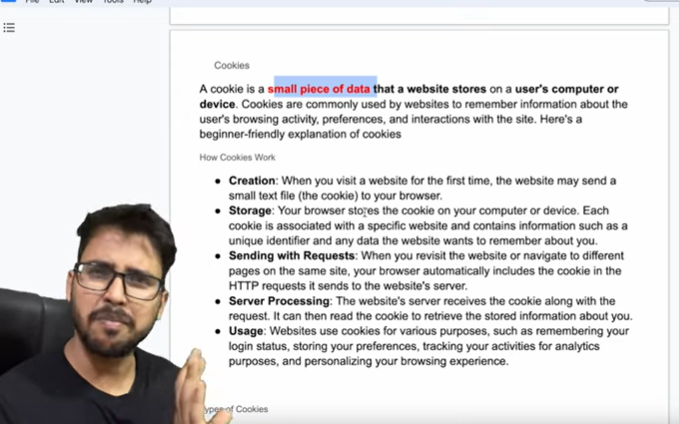 File Edit View Tools Help
Cookies
A cookie is a small piece of data that a website stores on a user's computer or
device. Cookies are commonly used by websites to remember information about the
user's browsing activity, preferences, and interactions with the site. Here's a
beginner-friendly explanation of cookies
How Cookies Work
● Creation: When you visit a website for the first time, the website may send a
small text file (the cookie) to your browser.
● Storage: Your browser stores the cookie on your computer or device. Each
cookie is associated with a specific website and contains information such as a
unique identifier and any data the website wants to remember about you.
● Sending with Requests: When you revisit the website or navigate to different
pages on the same site, your browser automatically includes the cookie in the
HTTP requests it sends to the website's server.
● Server Processing: The website's server receives the cookie along with the
request. It can then read the cookie to retrieve the stored information about you.
● Usage: Websites use cookies for various purposes, such as remembering your
login status, storing your preferences, tracking your activities for analytics
purposes, and personalizing your browsing experience.
ypes of Cookies